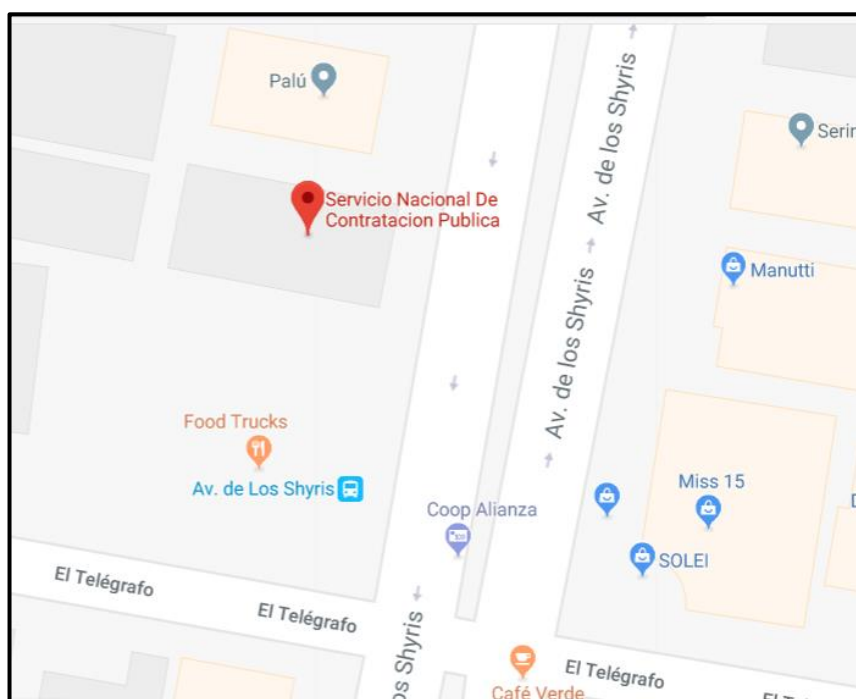 Palú
Servicio Nacional De
Contratacion Publica
Av. de los Shyris
Serir
Manutti
Av. de los Shyris
Food Trucks
Av. de Los Shyris
Coop Alianza
Miss 15
SOLEI
El Telégrafo
El Telégrafo
os Shyris
El Telégrafo
Café Verde